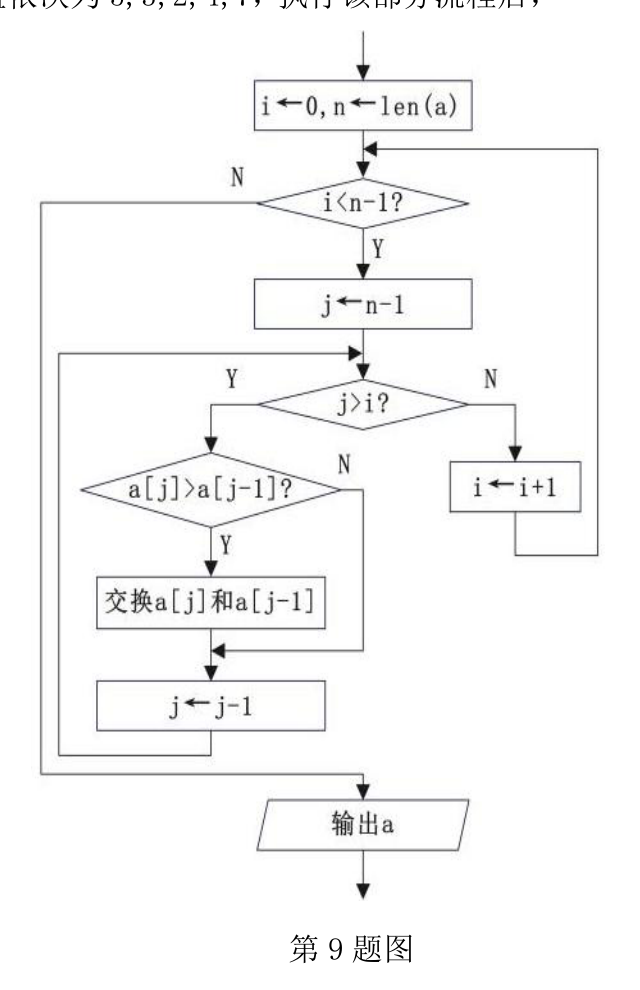 i←0,n←len(a)
N
i<n-1?
Y
j←n-1
Y
j>i?
N
a[j]>a[j-1]?
N
i←i+1
Y
交换a[j]和a[j-1]
j←j-1
输出a
第 9 题图